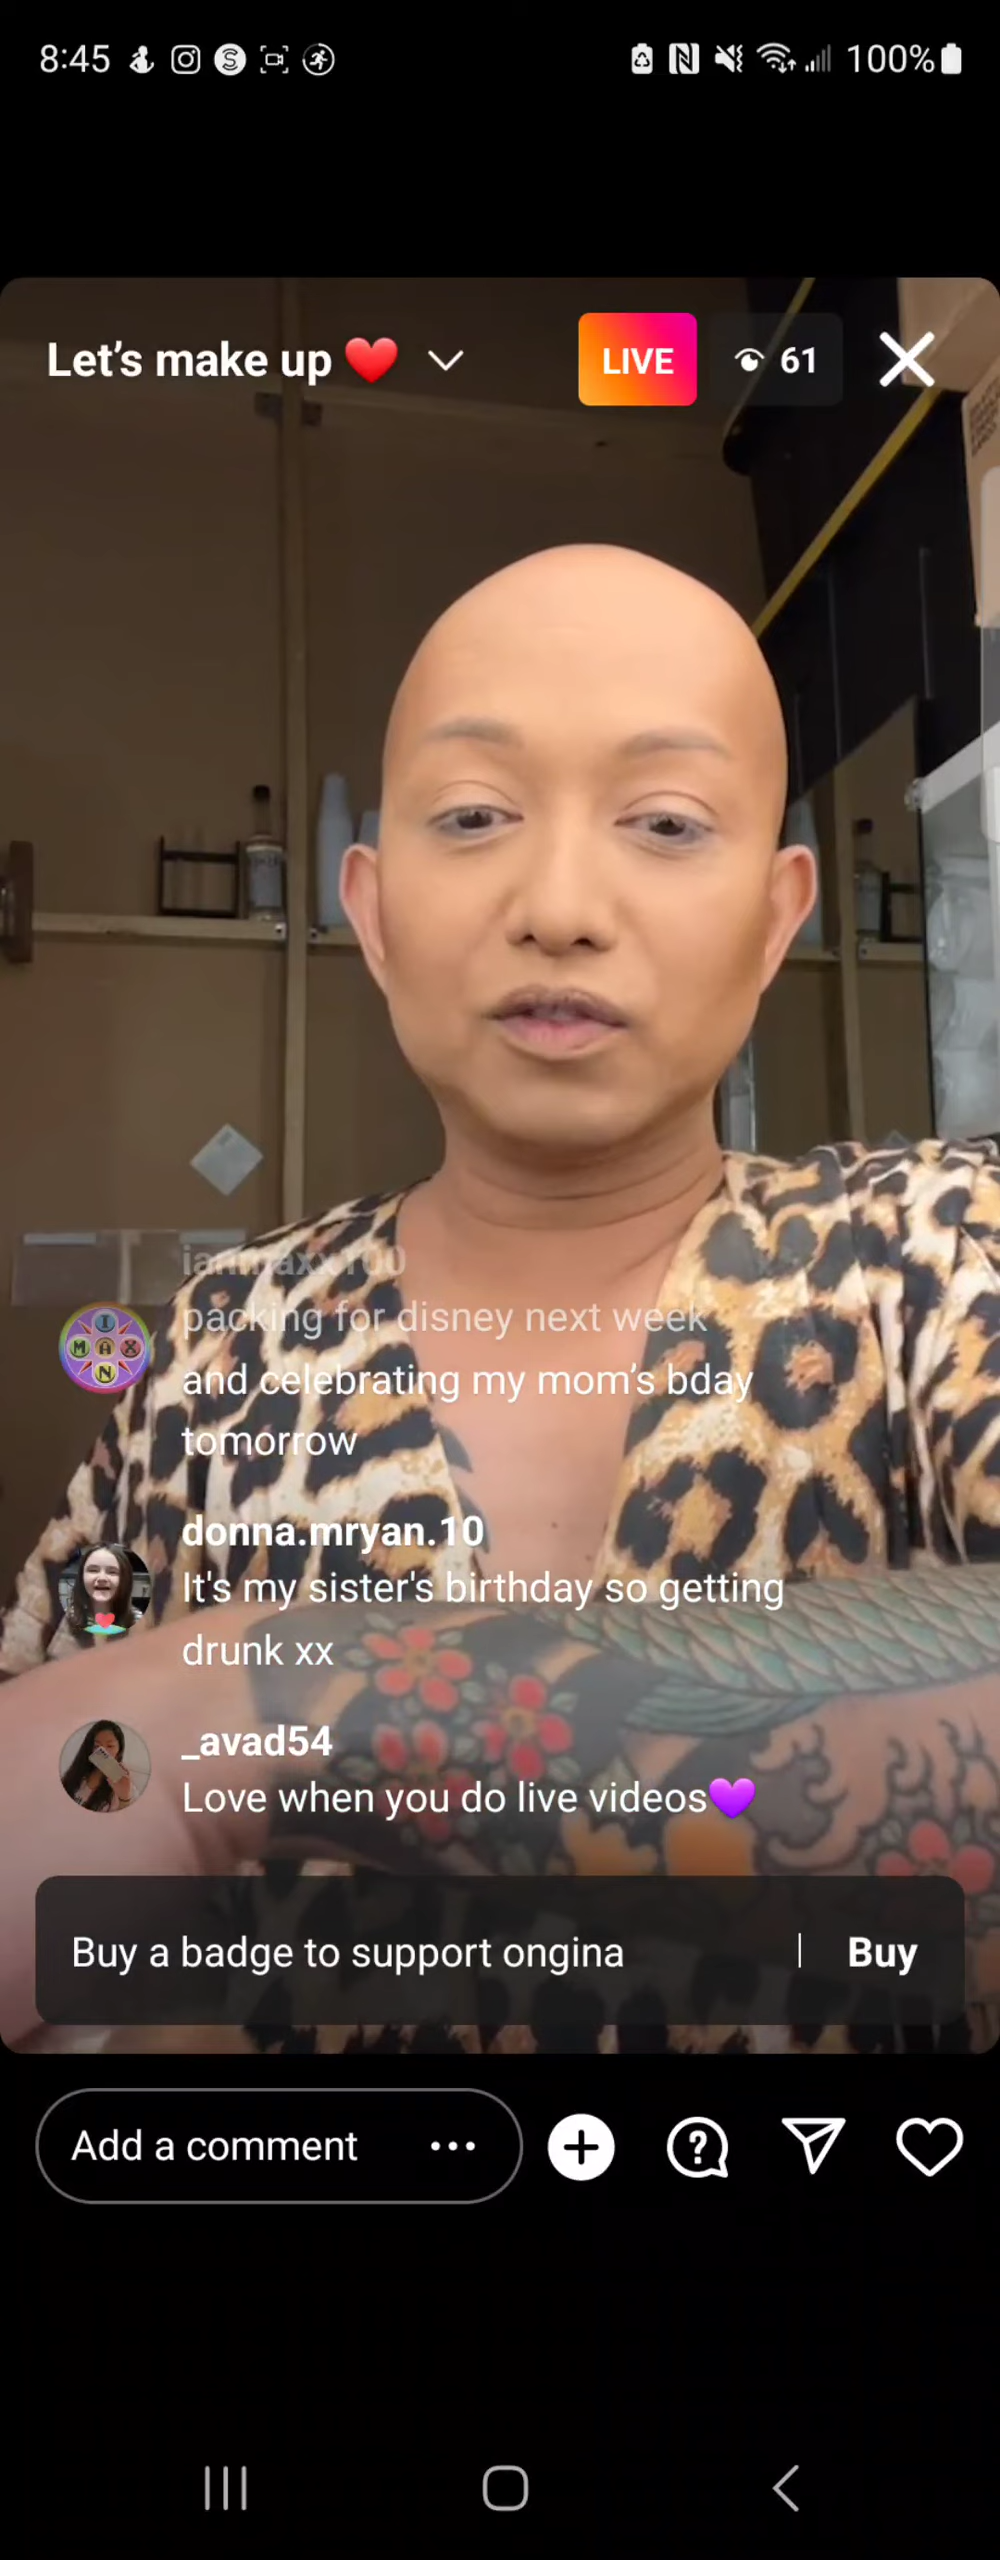 8:45
100%
Let's make up ❤️
LIVE
61
ianmaxx100
packing for disney next week
and celebrating my mom's bday
tomorrow
I
M A X
N
donna.mryan.10
It's my sister's birthday so getting
drunk xx
_avad54
Love when you do live videos💜
Buy a badge to support ongina
Buy
Add a comment